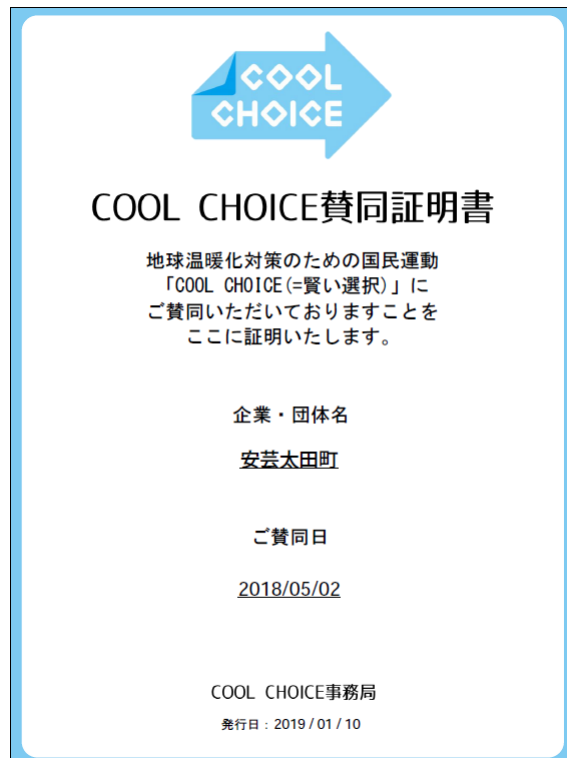 COOL
CHOICE
COOL CHOICE賛同証明書
地球温暖化対策のための国民運動
「COOL CHOICE(=賢い選択)」に
ご賛同いただいておりますことを
ここに証明いたします。
企業・団体名
安芸太田町
ご賛同日
2018/05/02
COOL CHOICE事務局
発行日：2019 / 01 / 10